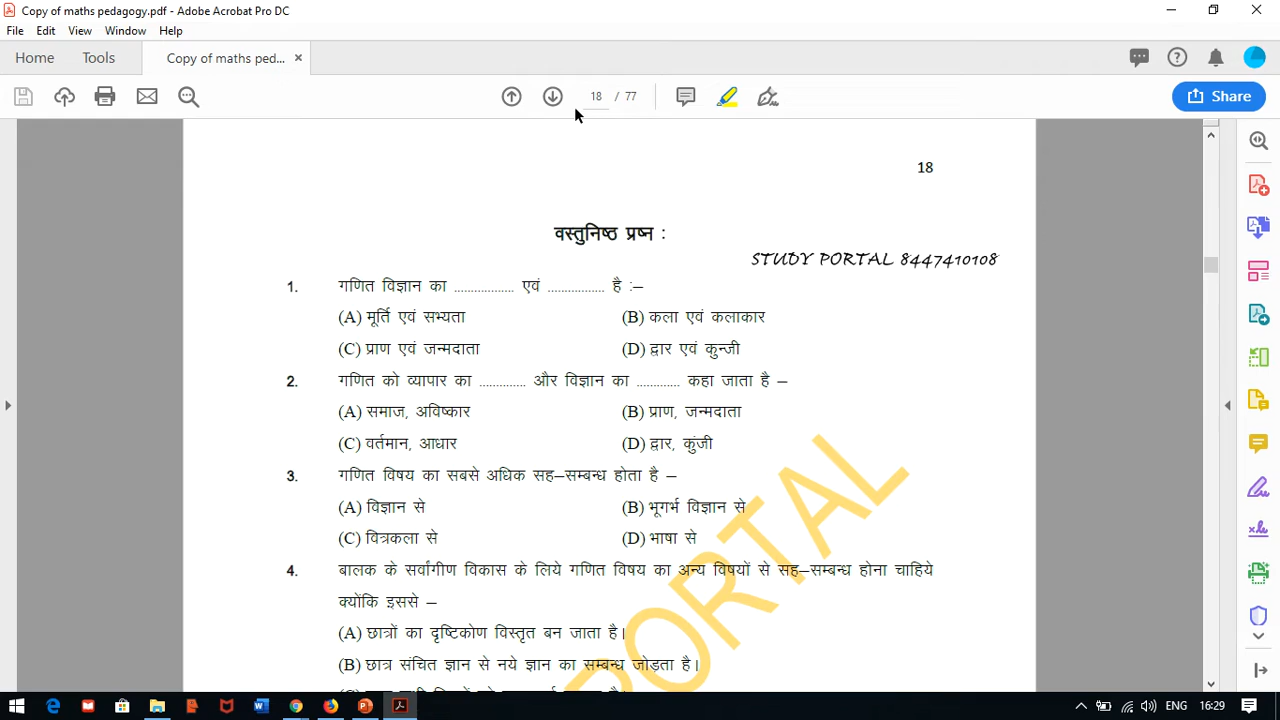 Copy of maths pedagogy.pdf - Adobe Acrobat Pro DC
File Edit View Window Help
Home Tools Copy of maths ped... ×
18 / 77
Share
18
वस्तुनिष्ठ प्रष्न :
STUDY PORTAL 8447410108
1. गणित विज्ञान का ................. एवं ................ है :–
(A) मूर्ति एवं सभ्यता (B) कला एवं कलाकार
(C) प्राण एवं जन्मदाता (D) द्वार एवं कुन्जी
2. गणित को व्यापार का ............. और विज्ञान का ............ कहा जाता है –
(A) समाज, अविष्कार (B) प्राण, जन्मदाता
(C) वर्तमान, आधार (D) द्वार, कुंजी
3. गणित विषय का सबसे अधिक सह–सम्बन्ध होता है –
(A) विज्ञान से (B) भूगर्भ विज्ञान से
(C) चित्रकला से (D) भाषा से
4. बालक के सर्वांगीण विकास के लिये गणित विषय का अन्य विषयों से सह–सम्बन्ध होना चाहिये
क्योंकि इससे –
(A) छात्रों का दृष्टिकोण विस्तृत बन जाता है।
(B) छात्र संचित ज्ञान से नये ज्ञान का सम्बन्ध जोड़ता है।
PORTAL
ENG 16:29